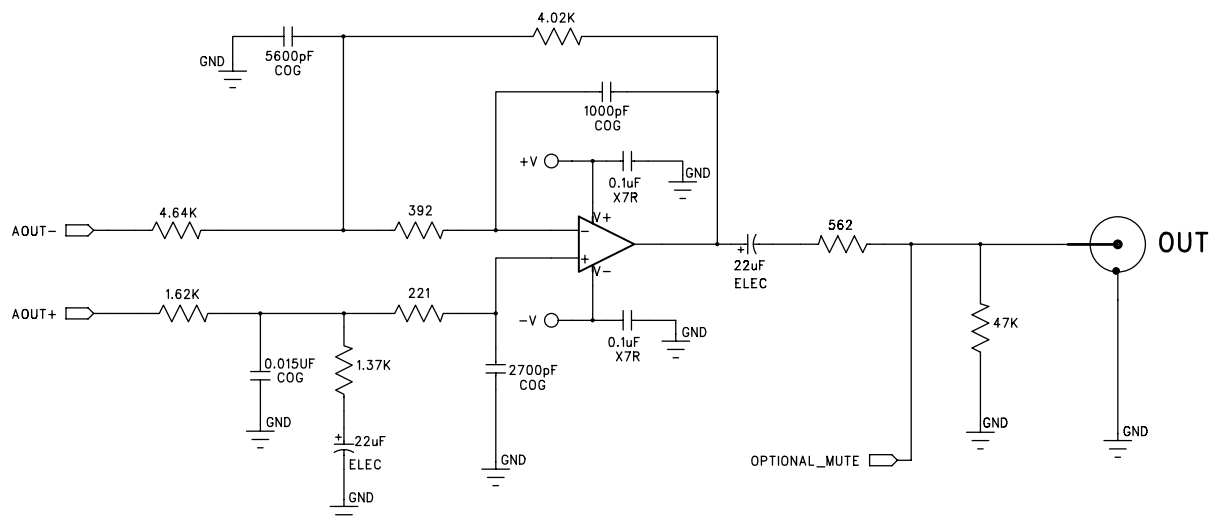 4.02K
GND
5600pF
COG
1000pF
COG
+V
GND
0.1uF
X7R
4.64K
392
V+
562
AOUT-
-
OUT
+
+
22uF
ELEC
1.62K
221
V-
AOUT+
-V
47K
0.1uF
X7R
GND
0.015UF
COG
1.37K
2700pF
COG
GND
+
22uF
ELEC
GND
GND
GND
OPTIONAL_MUTE
GND